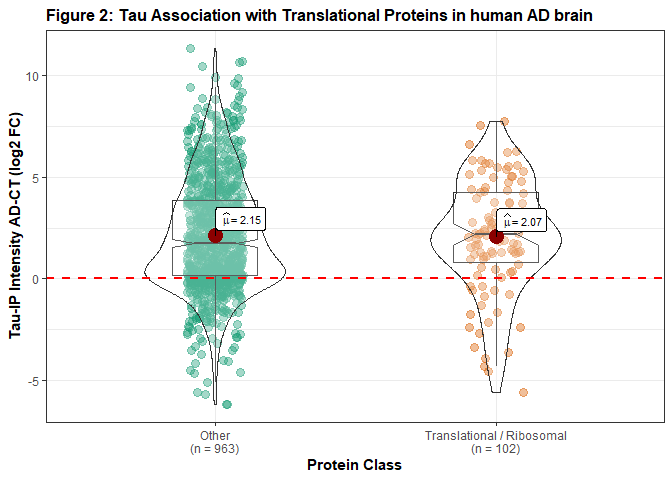 Figure 2: Tau Association with Translational Proteins in human AD brain
Tau-IP Intensity AD-CT (log2 FC)
10
5
0
-5
μ̂ = 2.15
μ̂ = 2.07
Other
(n = 963)
Translational / Ribosomal
(n = 102)
Protein Class